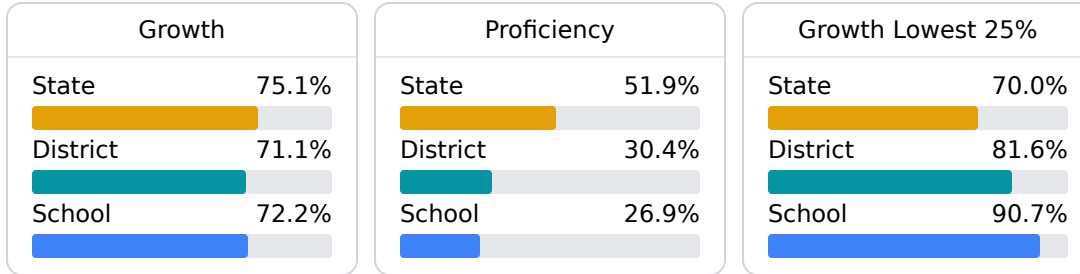 Growth
State 75.1%
District 71.1%
School 72.2%
Proficiency
State 51.9%
District 30.4%
School 26.9%
Growth Lowest 25%
State 70.0%
District 81.6%
School 90.7%